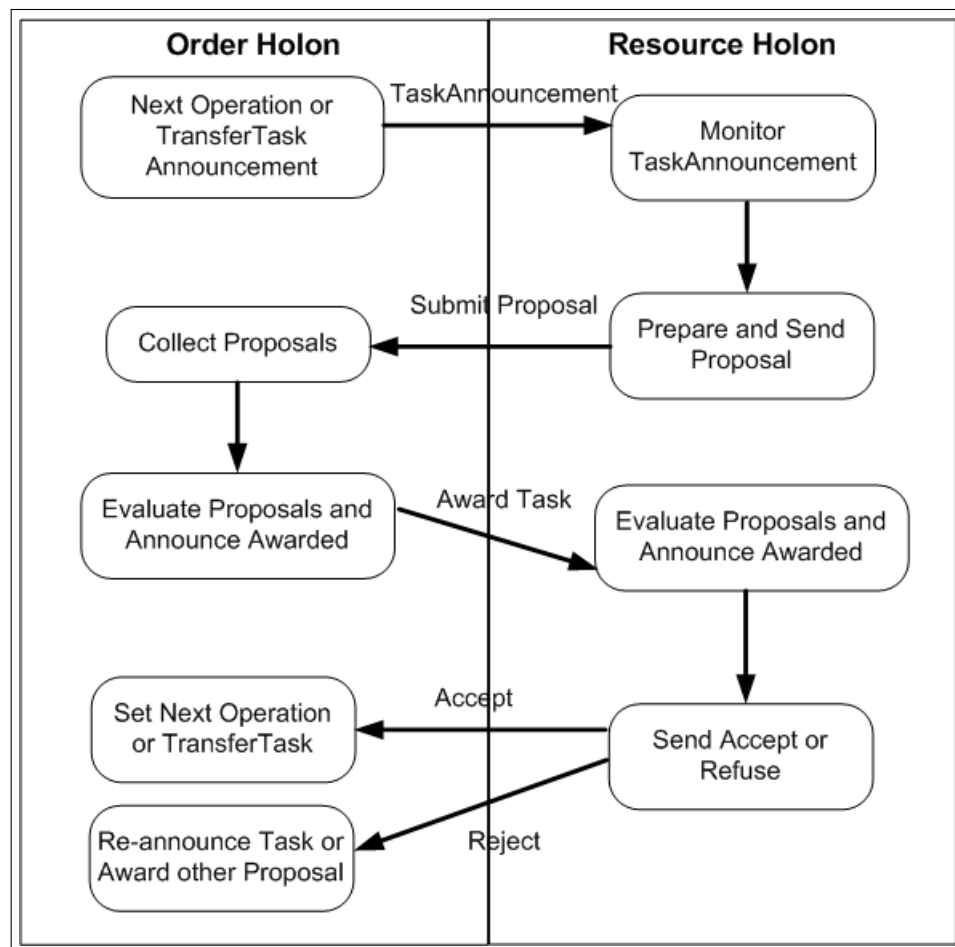 Order Holon
Resource Holon
Next Operation or
TransferTask
Announcement
TaskAnnouncement
Monitor
TaskAnnouncement
Submit Proposal
Collect Proposals
Prepare and Send
Proposal
Evaluate Proposals and
Announce Awarded
Award Task
Evaluate Proposals and
Announce Awarded
Set Next Operation
or TransferTask
Accept
Send Accept or
Refuse
Re-announce Task or
Award other Proposal
Reject